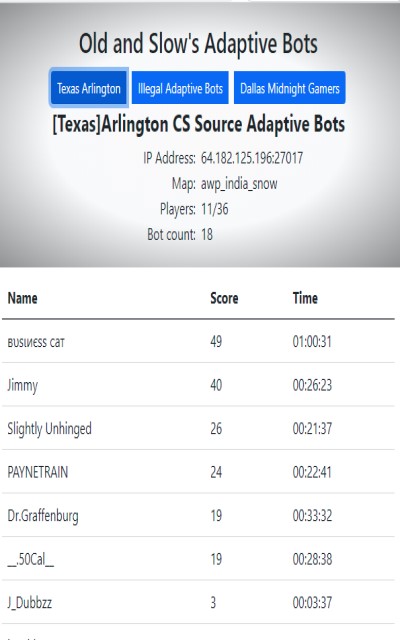 Old and Slow's Adaptive Bots
Texas Arlington Illegal Adaptive Bots Dallas Midnight Gamers
[Texas]Arlington CS Source Adaptive Bots
IP Address: 64.182.125.196:27017
Map: awp_india_snow
Players: 11/36
Bot count: 18
Name Score Time
вυѕιиєѕѕ cαт 49 01:00:31
Jimmy 40 00:26:23
Slightly Unhinged 26 00:21:37
PAYNETRAIN 24 00:22:41
Dr.Graffenburg 19 00:33:32
__.50Cal__ 19 00:28:38
J_Dubbzz 3 00:03:37